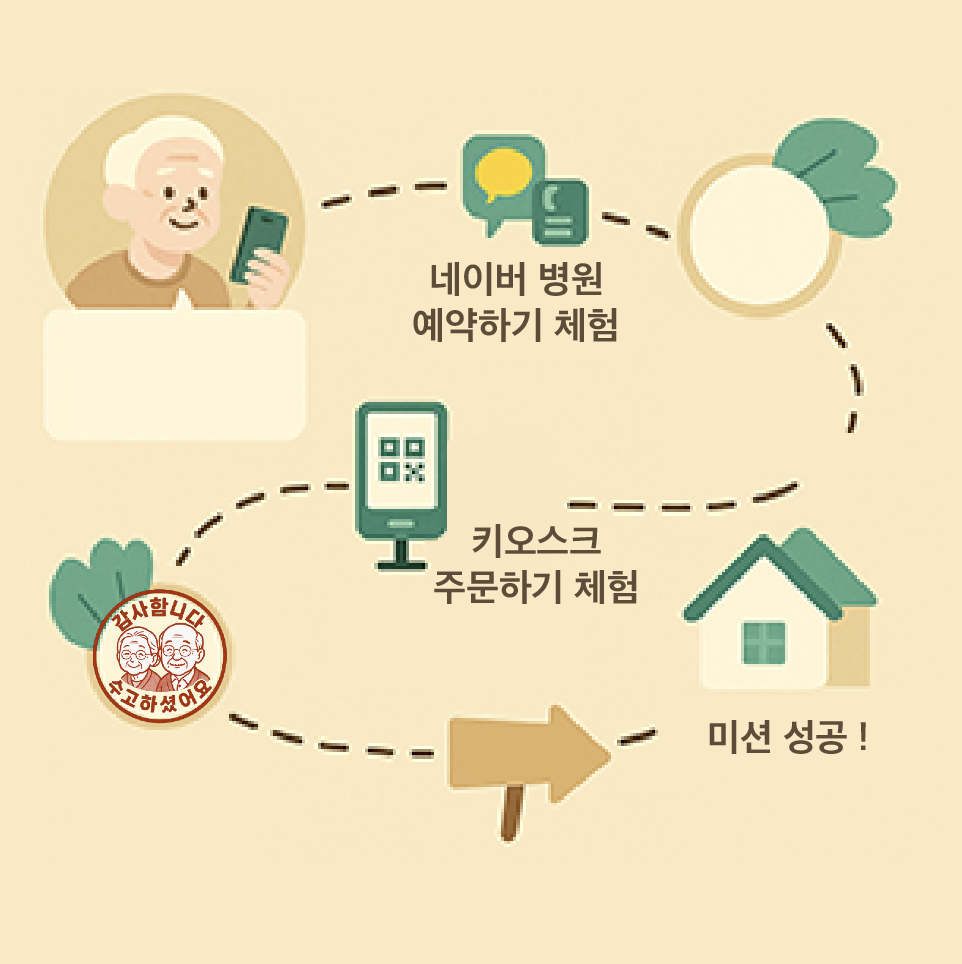 네이버 병원
예약하기 체험
키오스크
주문하기 체험
감사합니다
수고하셨어요
미션 성공 !